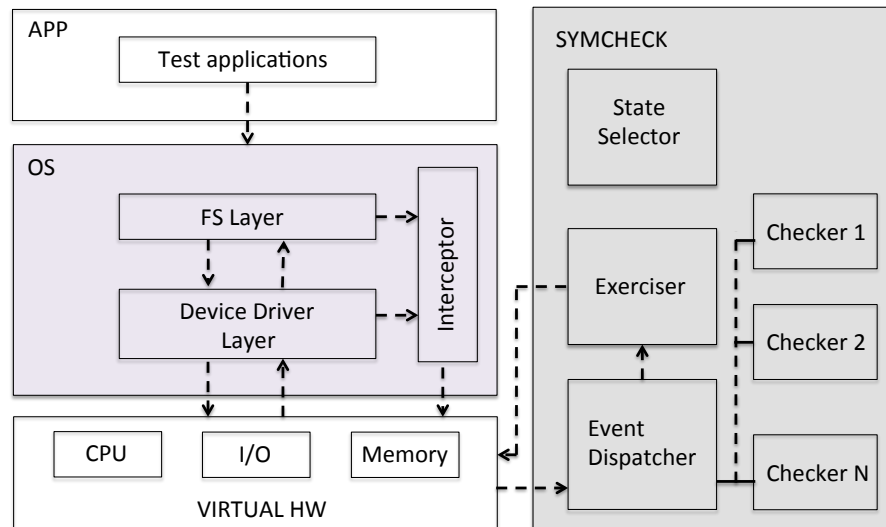 APP
Test applications
OS
FS Layer
Device Driver
Layer
Interceptor
CPU
I/O
Memory
VIRTUAL HW
SYMCHECK
State
Selector
Exerciser
Event
Dispatcher
Checker 1
Checker 2
Checker N